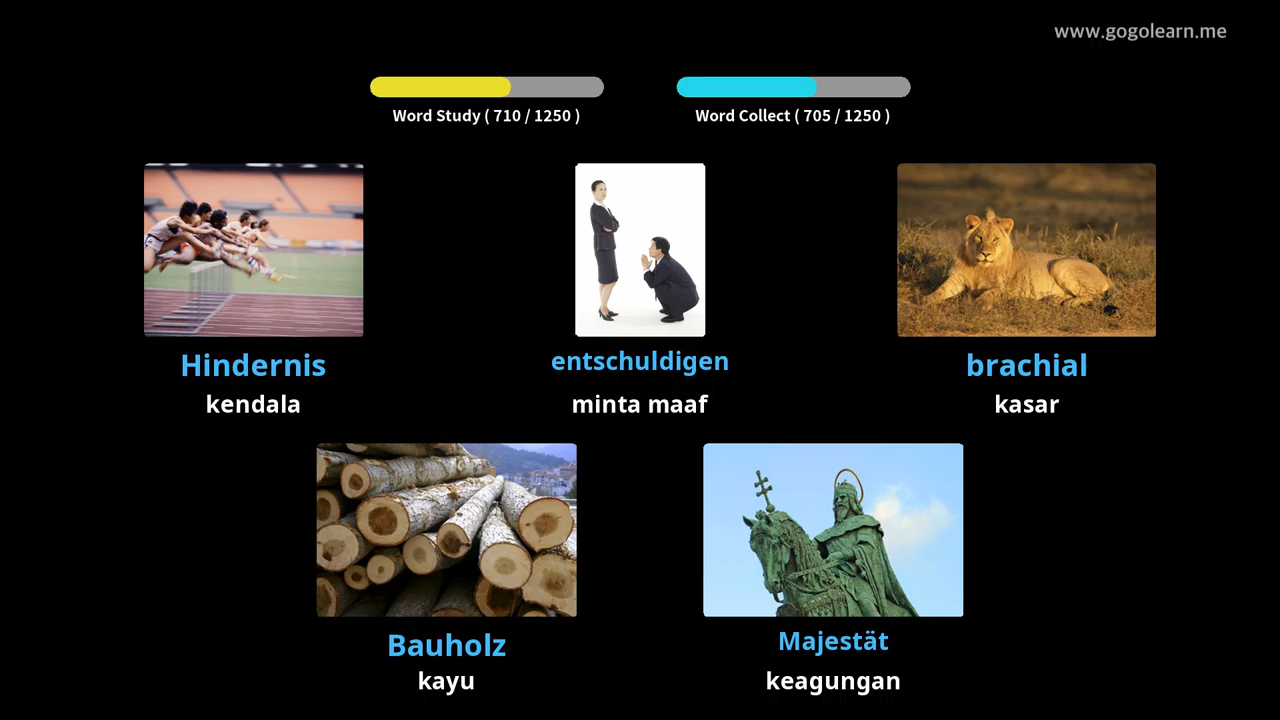 www.gogolearn.me
Word Study ( 710 / 1250 )
Word Collect ( 705 / 1250 )
Hindernis
kendala
entschuldigen
minta maaf
brachial
kasar
Bauholz
kayu
Majestät
keagungan